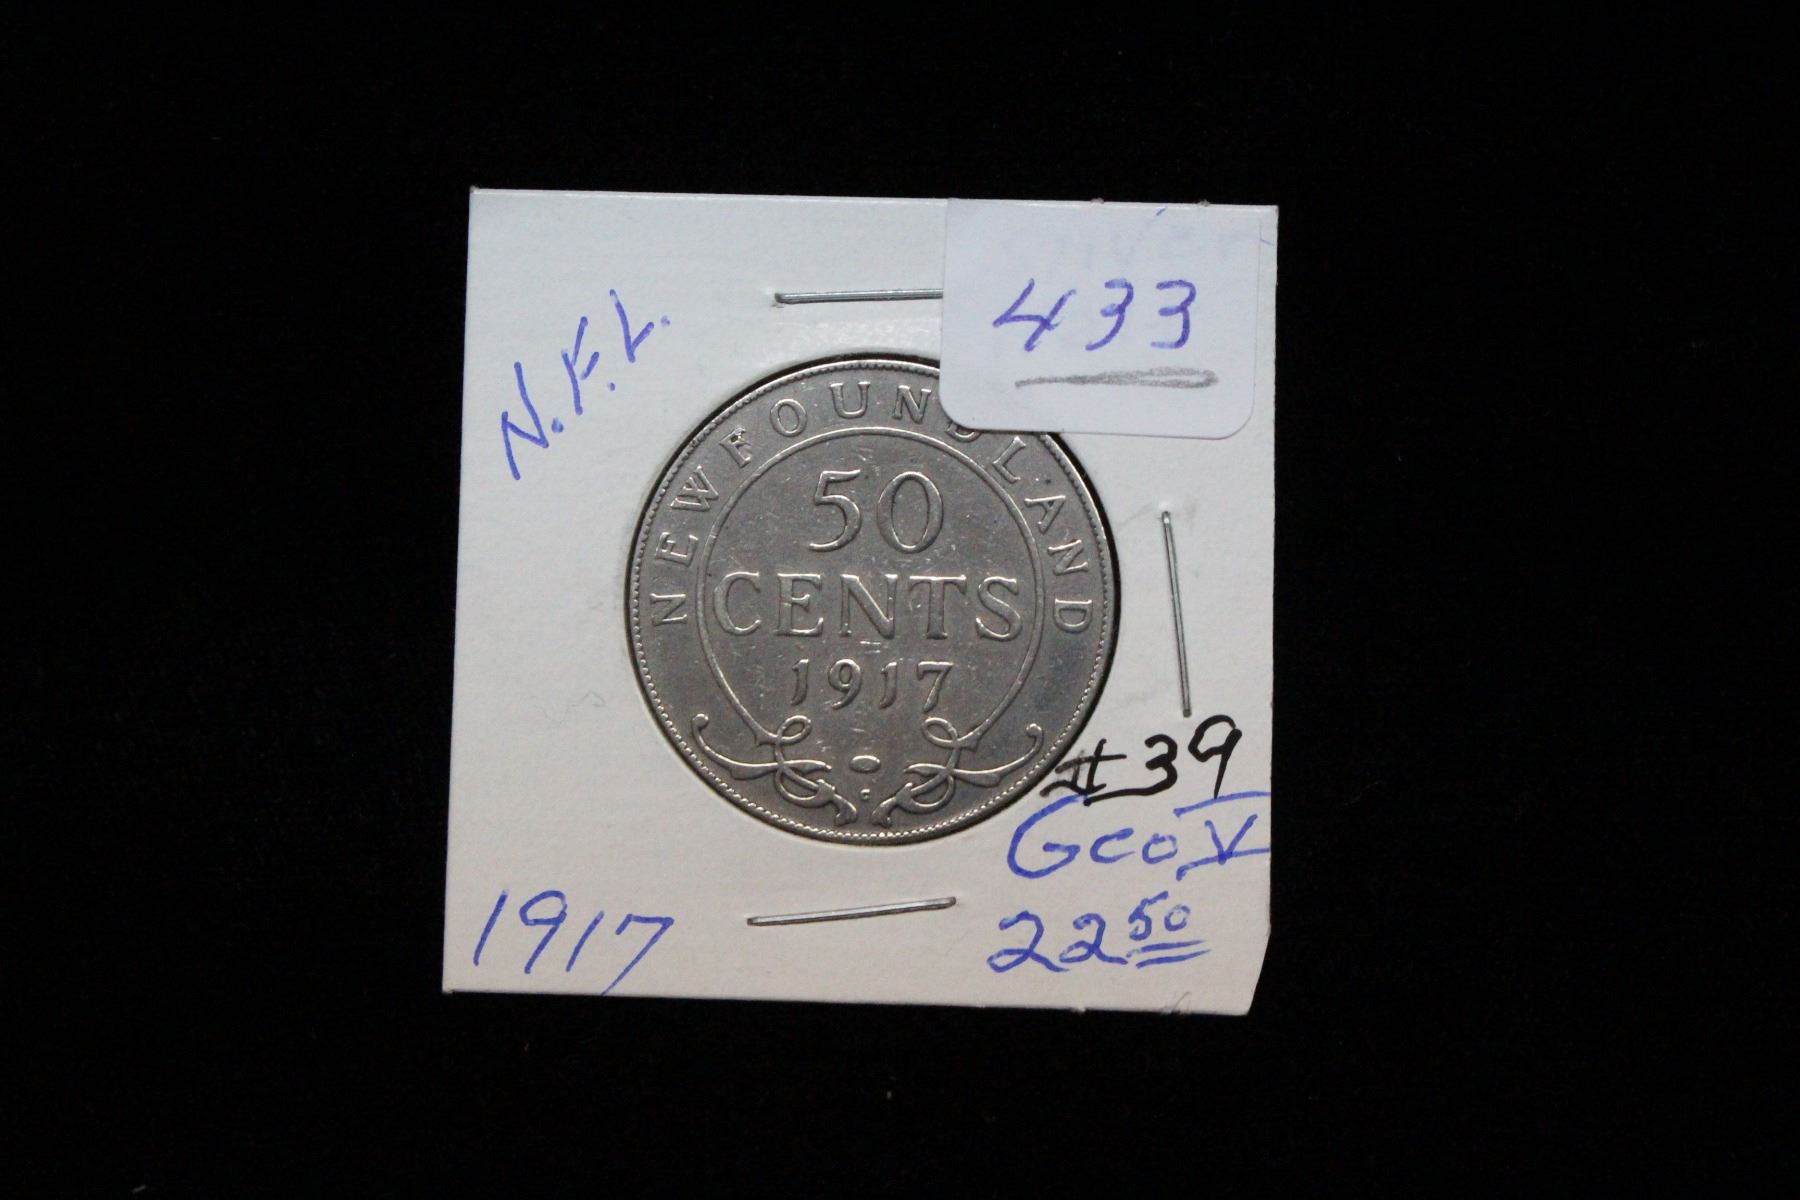 433
N.F.L.
NEWFOUNDLAND
50
CENTS
1917
C
#39
Geo V
22 50
1917